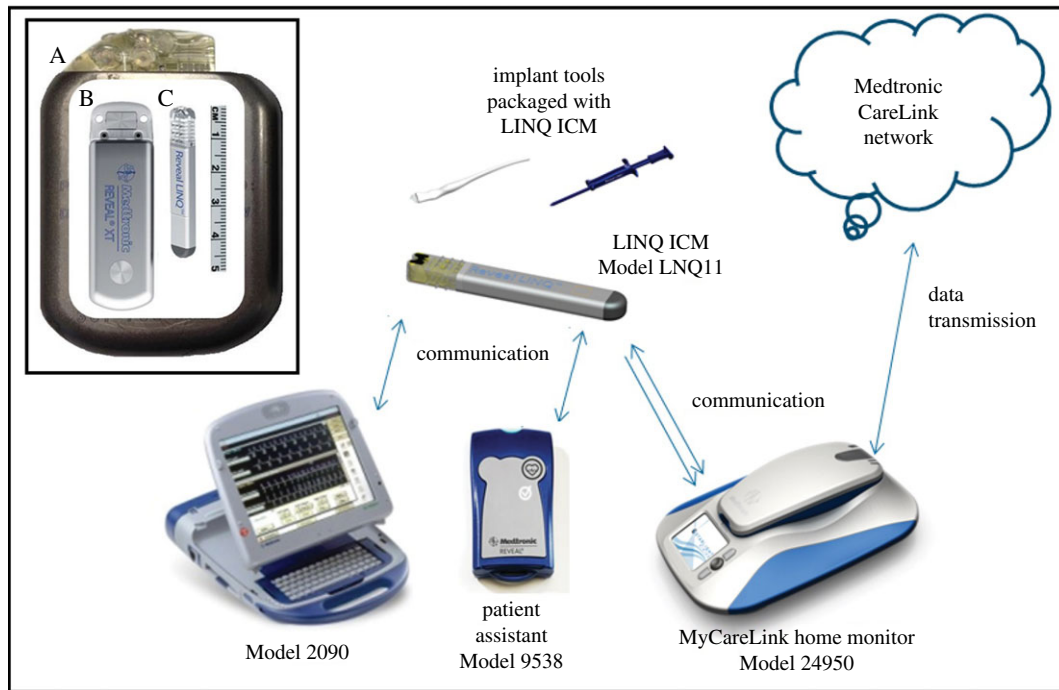 A
B
C
CM
1
2
3
4
5
Medtronic
REVEAL® XT
Reveal LINQ™
implant tools
packaged with
LINQ ICM
Medtronic
CareLink
network
LINQ ICM
Model LNQ11
Reveal LINQ
data
transmission
communication
communication
Medtronic
REVEAL®
Model 2090
patient
assistant
Model 9538
MyCareLink home monitor
Model 24950